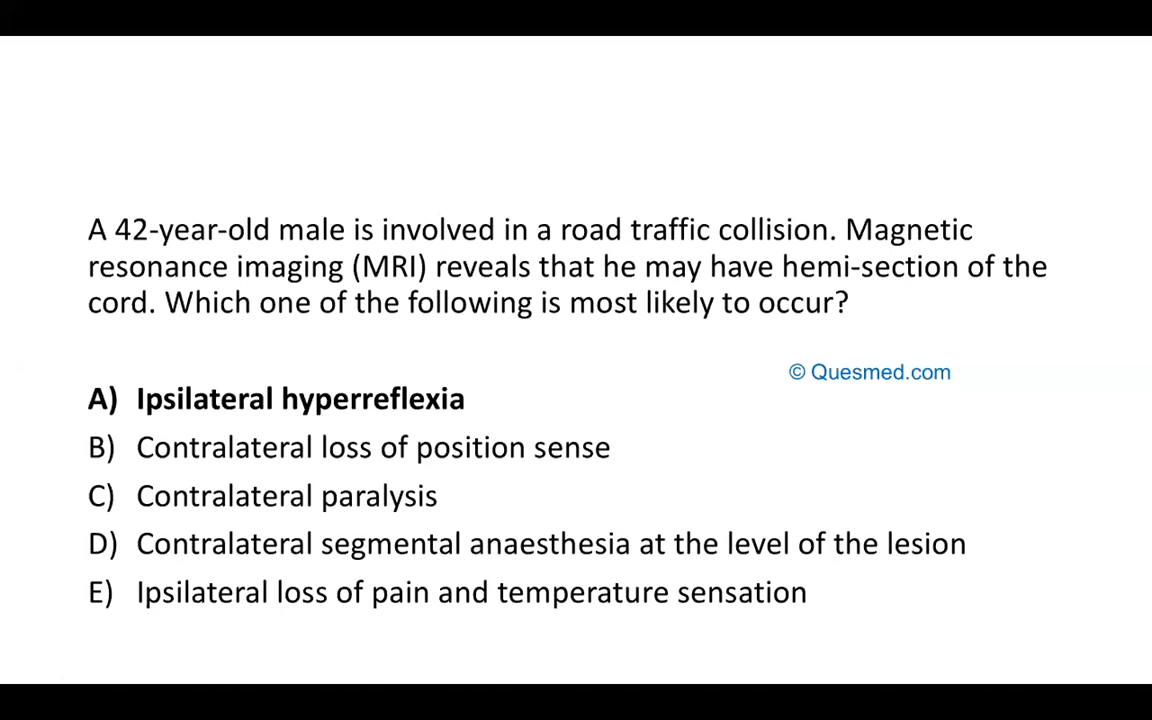 A 42-year-old male is involved in a road traffic collision. Magnetic
resonance imaging (MRI) reveals that he may have hemi-section of the
cord. Which one of the following is most likely to occur?
© Quesmed.com
A) Ipsilateral hyperreflexia
B) Contralateral loss of position sense
C) Contralateral paralysis
D) Contralateral segmental anaesthesia at the level of the lesion
E) Ipsilateral loss of pain and temperature sensation